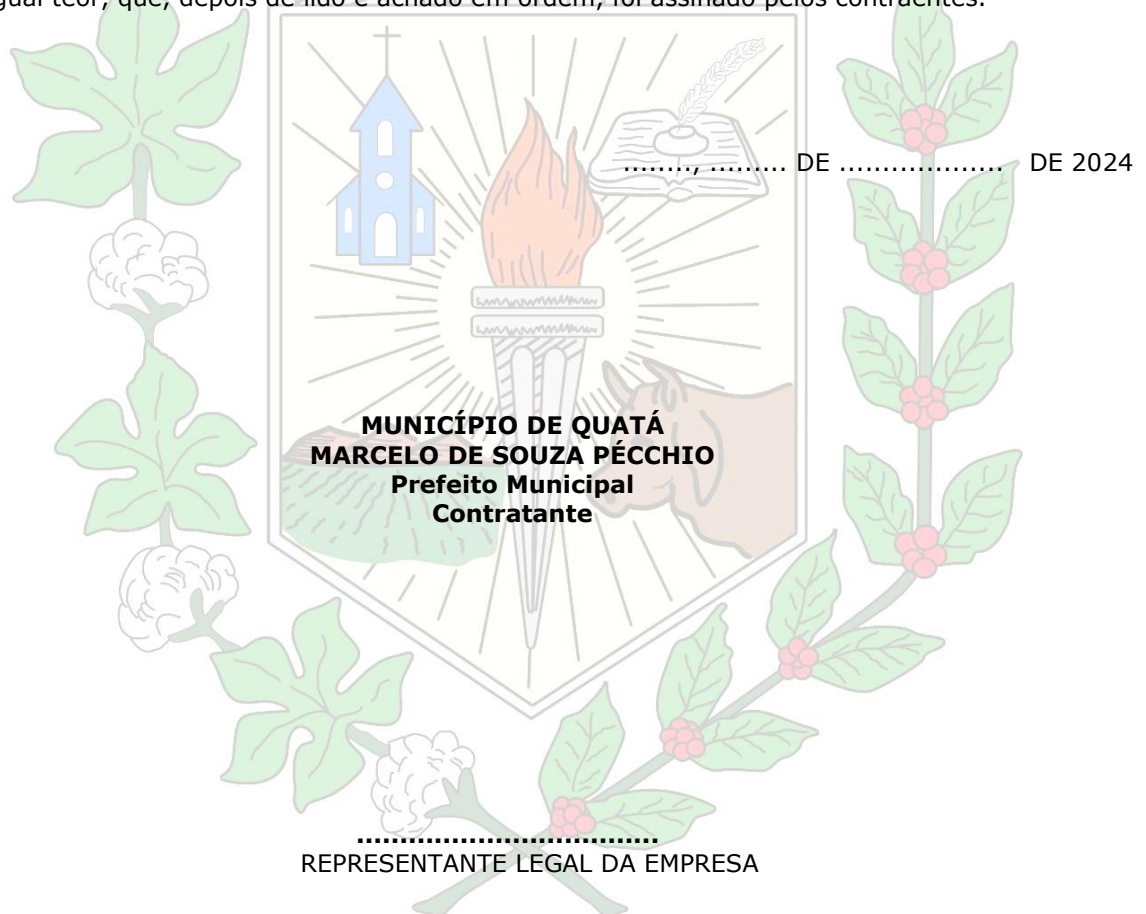 igual teor, que, depois de lido e achado em ordem, foi assinado pelos contraentes.
........, ......... DE ................... DE 2024
MUNICÍPIO DE QUATÁ
MARCELO DE SOUZA PÉCCHIO
Prefeito Municipal
Contratante
...................................
REPRESENTANTE LEGAL DA EMPRESA